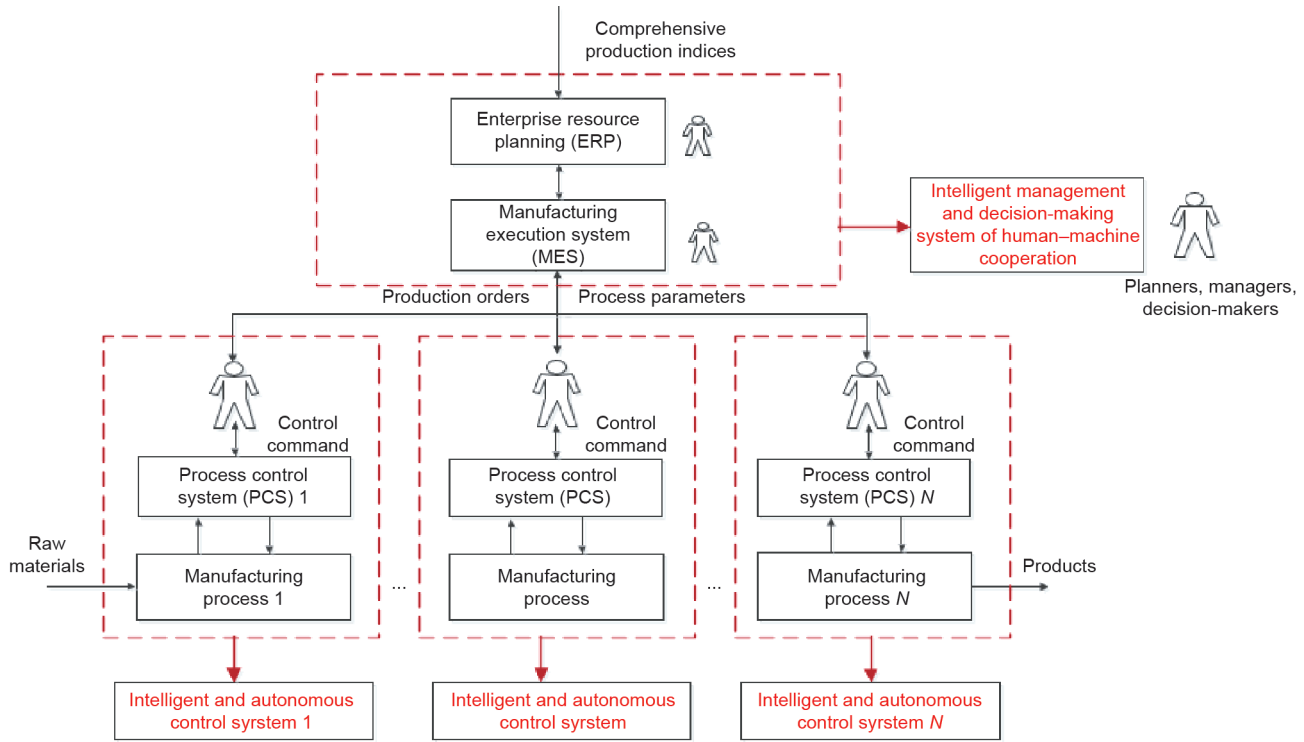 Comprehensive
production indices
Enterprise resource
planning (ERP)
Manufacturing
execution system
(MES)
Intelligent management
and decision-making
system of human–machine
cooperation
Planners, managers,
decision-makers
Production orders
Process parameters
Control
command
Control
command
Control
command
Process control
system (PCS) 1
Process control
system (PCS)
Process control
system (PCS) N
Raw
materials
Manufacturing
process 1
...
Manufacturing
process
...
Manufacturing
process N
Products
Intelligent and autonomous
control syrstem 1
Intelligent and autonomous
control syrstem
Intelligent and autonomous
control syrstem N